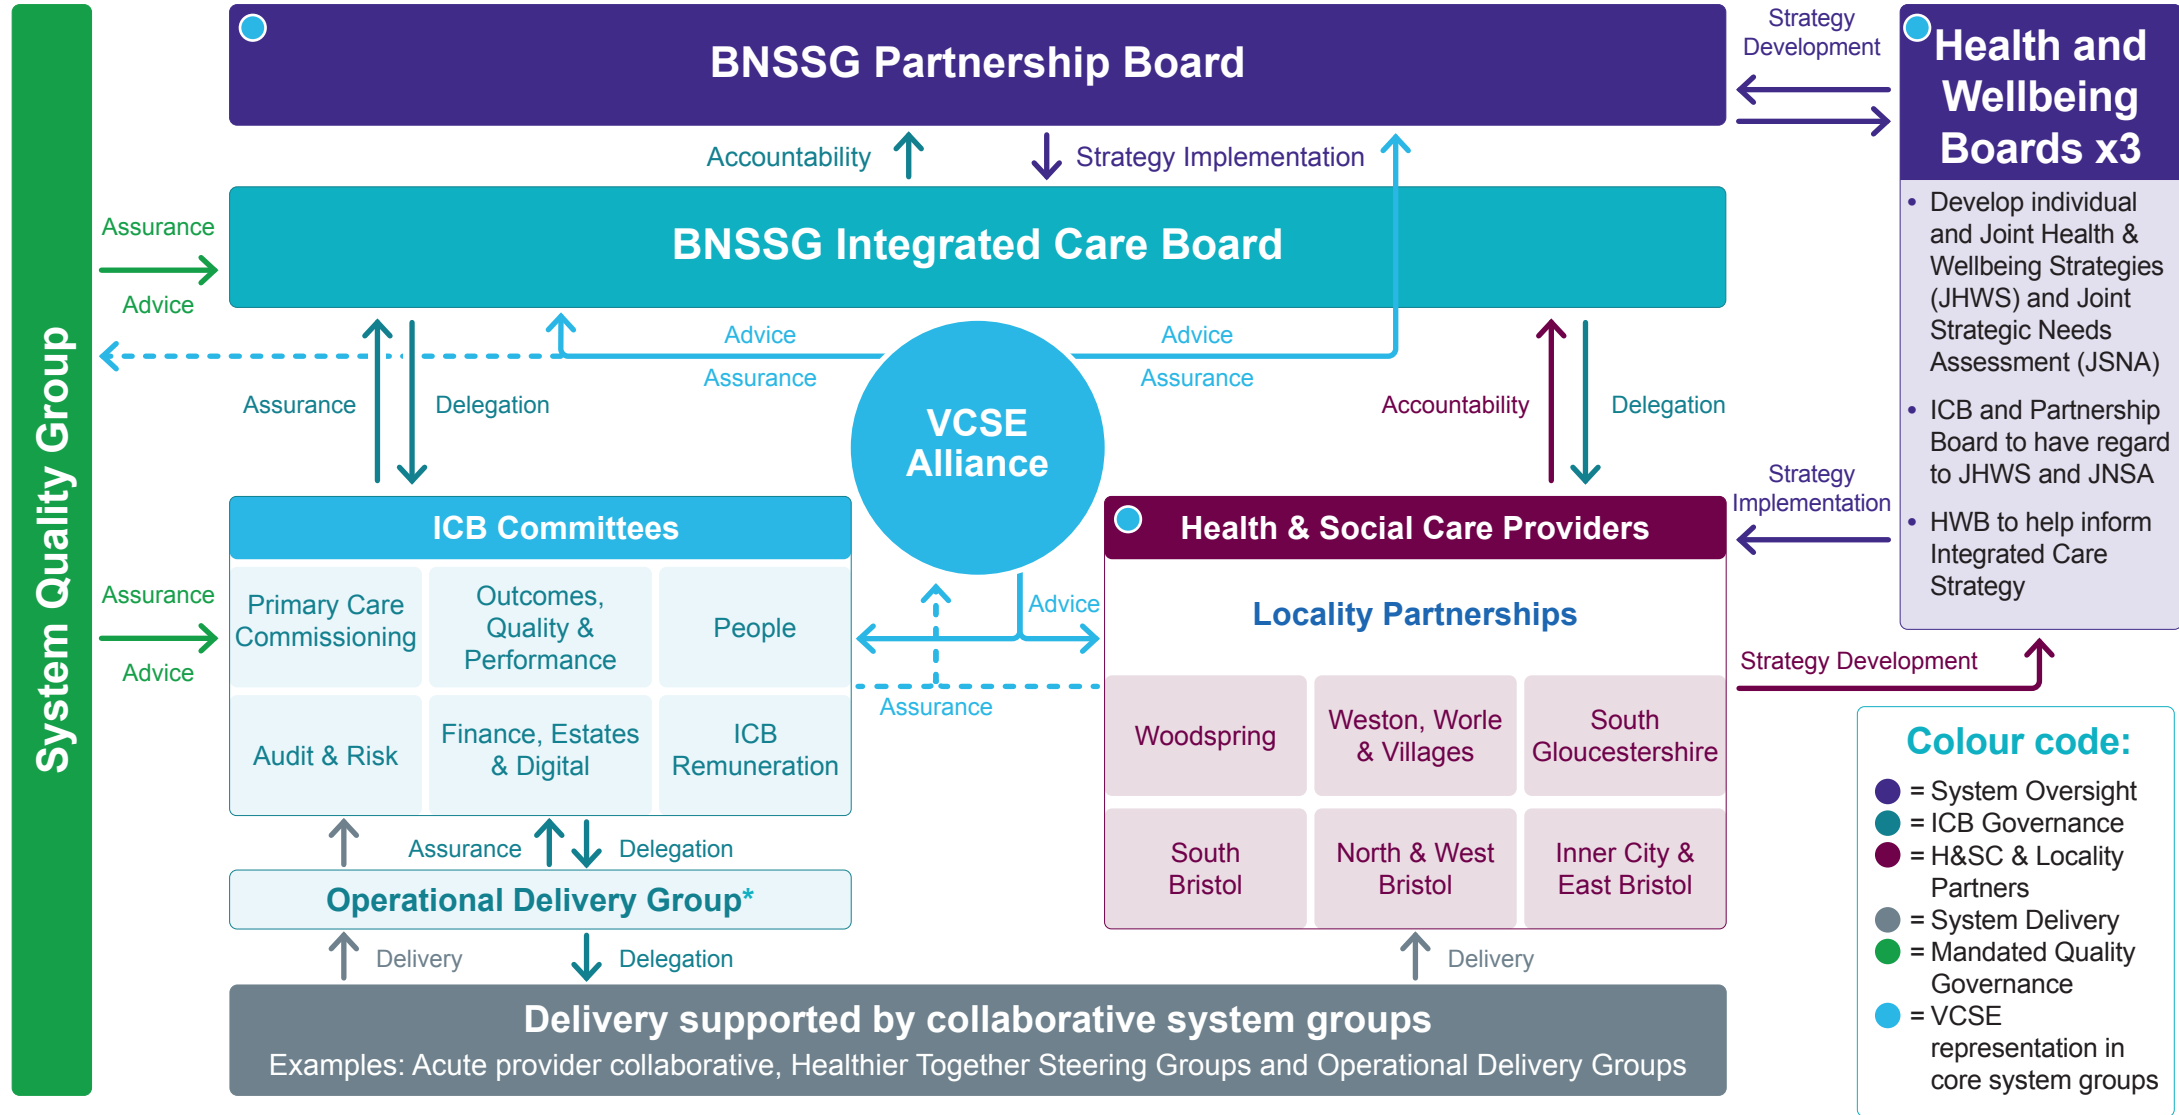 System Quality Group
BNSSG Partnership Board
Strategy
Development
Health and
Wellbeing
Boards x3
• Develop individual
and Joint Health &
Wellbeing Strategies
(JHWS) and Joint
Strategic Needs
Assessment (JSNA)
• ICB and Partnership
Board to have regard
to JHWS and JNSA
• HWB to help inform
Integrated Care
Strategy
Accountability
Strategy Implementation
BNSSG Integrated Care Board
Assurance
Advice
Advice
Assurance
Advice
Assurance
VCSE
Alliance
Assurance
Delegation
Accountability
Delegation
Strategy
Implementation
ICB Committees
Primary Care
Commissioning
Outcomes,
Quality &
Performance
People
Audit & Risk
Finance, Estates
& Digital
ICB
Remuneration
Assurance
Advice
Advice
Assurance
Health & Social Care Providers
Locality Partnerships
Woodspring
Weston, Worle
& Villages
South
Gloucestershire
South
Bristol
North & West
Bristol
Inner City &
East Bristol
Strategy Development
Assurance
Delegation
Operational Delivery Group*
Delivery
Delegation
Delivery
Delivery supported by collaborative system groups
Examples: Acute provider collaborative, Healthier Together Steering Groups and Operational Delivery Groups
Colour code:
= System Oversight
= ICB Governance
= H&SC & Locality
Partners
= System Delivery
= Mandated Quality
Governance
= VCSE
representation in
core system groups